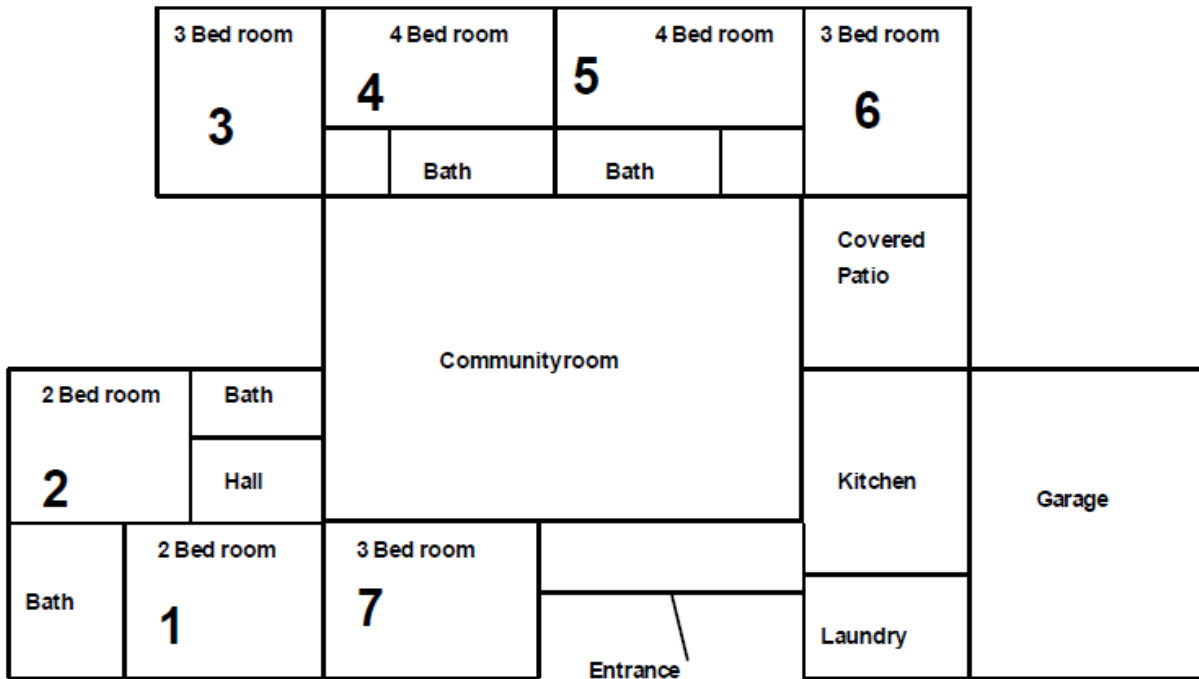 3 Bed room
4 Bed room
4 Bed room
3 Bed room
3
4
5
6
Bath
Bath
Covered
Patio
Communityroom
2 Bed room
Bath
2
Hall
Kitchen
Garage
2 Bed room
3 Bed room
Bath
1
7
Laundry
Entrance